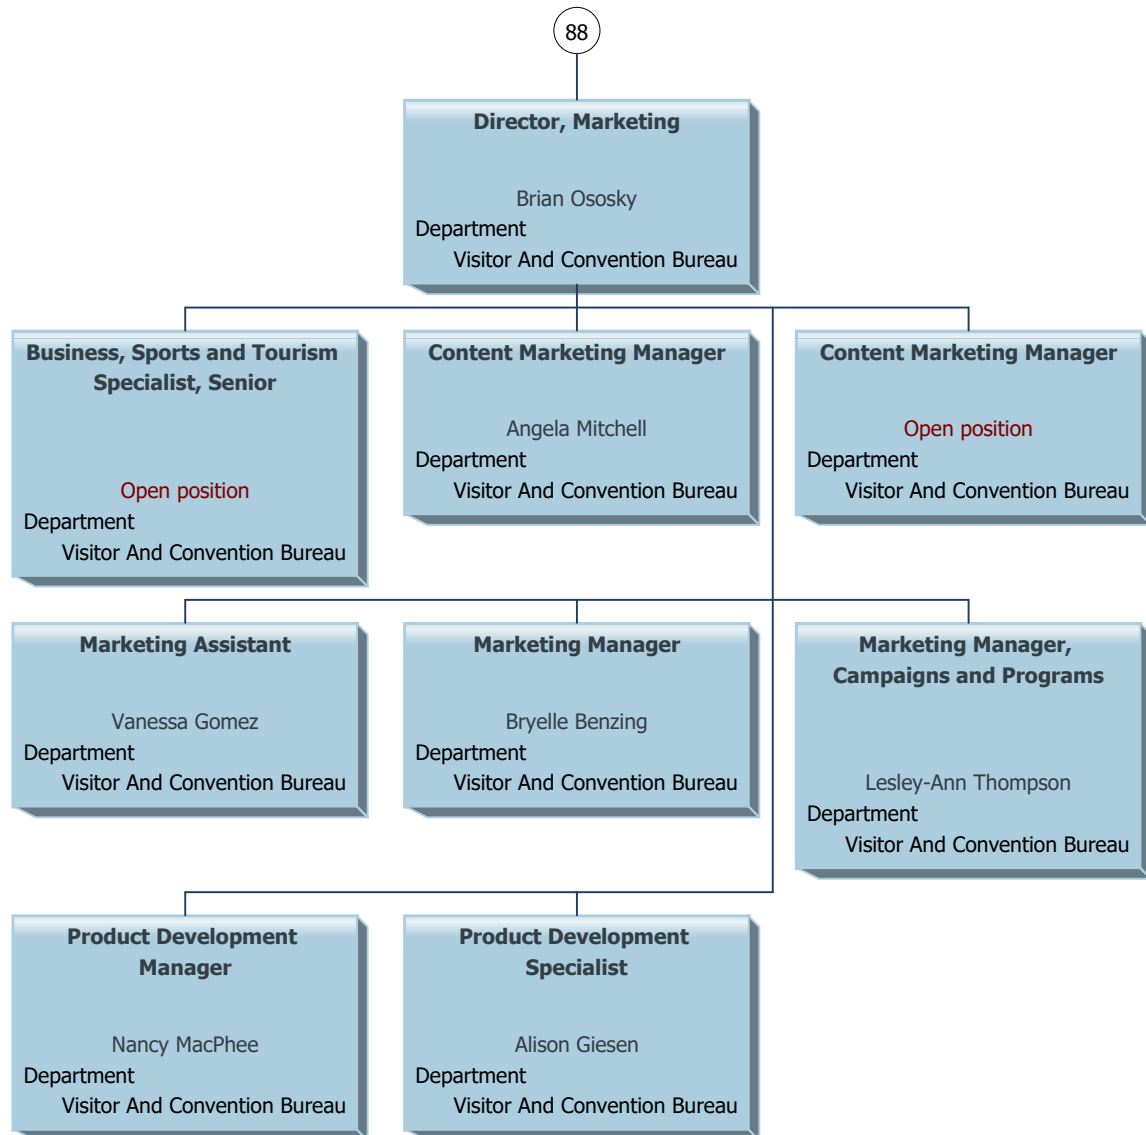 88
Director, Marketing
Brian Ososky
Department
Visitor And Convention Bureau
Business, Sports and Tourism
Specialist, Senior
Open position
Department
Visitor And Convention Bureau
Content Marketing Manager
Angela Mitchell
Department
Visitor And Convention Bureau
Content Marketing Manager
Open position
Department
Visitor And Convention Bureau
Marketing Assistant
Vanessa Gomez
Department
Visitor And Convention Bureau
Marketing Manager
Bryelle Benzing
Department
Visitor And Convention Bureau
Marketing Manager,
Campaigns and Programs
Lesley-Ann Thompson
Department
Visitor And Convention Bureau
Product Development
Manager
Nancy MacPhee
Department
Visitor And Convention Bureau
Product Development
Specialist
Alison Giesen
Department
Visitor And Convention Bureau